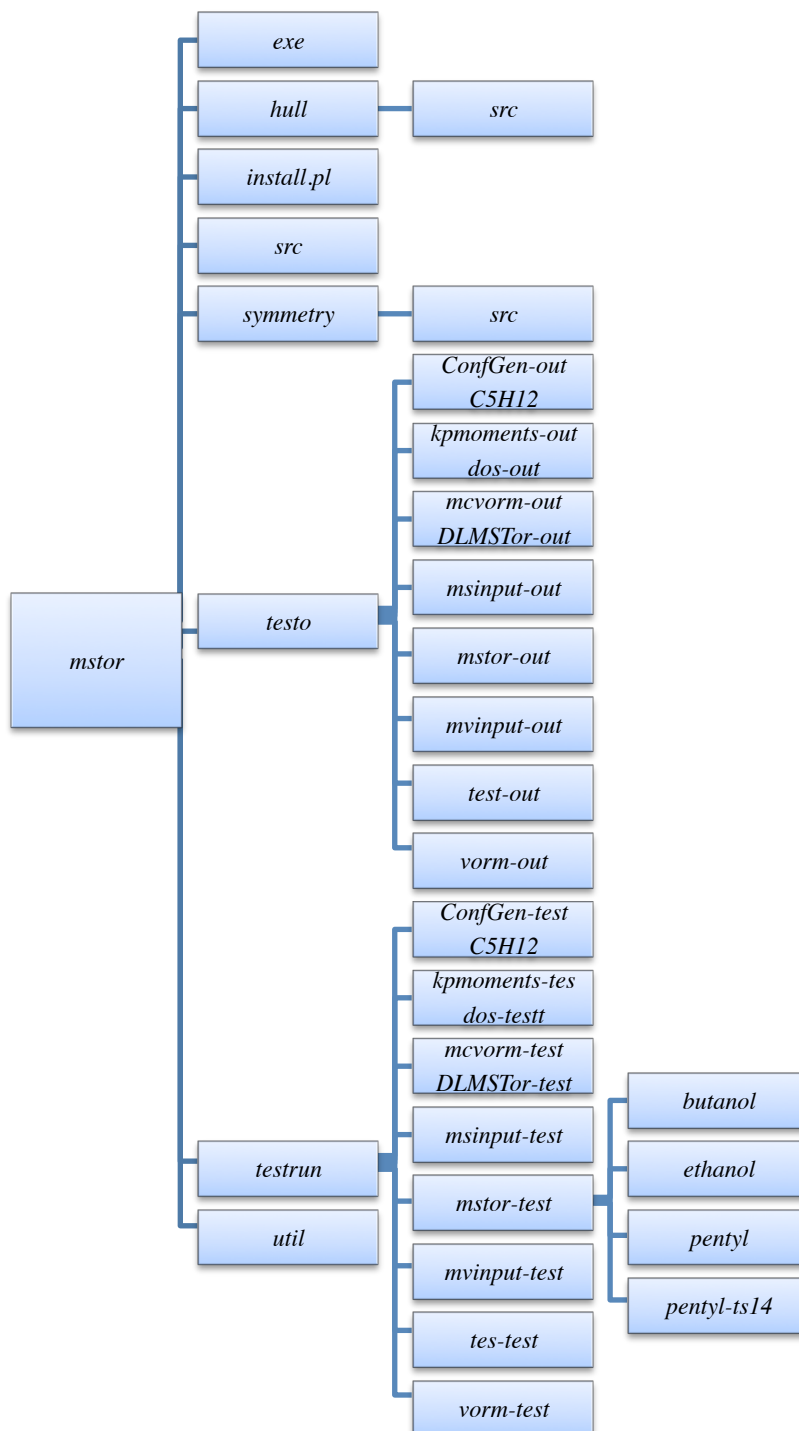 exe
hull
src
install.pl
src
symmetry
src
ConfGen-out
C5H12
kpmoments-out
dos-out
mcvorm-out
DLMSTor-out
msinput-out
mstor
testo
mstor-out
mvinput-out
test-out
vorm-out
ConfGen-test
C5H12
kpmoments-tes
dos-testt
mcvorm-test
DLMSTor-test
butanol
msinput-test
testrun
ethanol
mstor-test
util
pentyl
mvinput-test
pentyl-ts14
tes-test
vorm-test